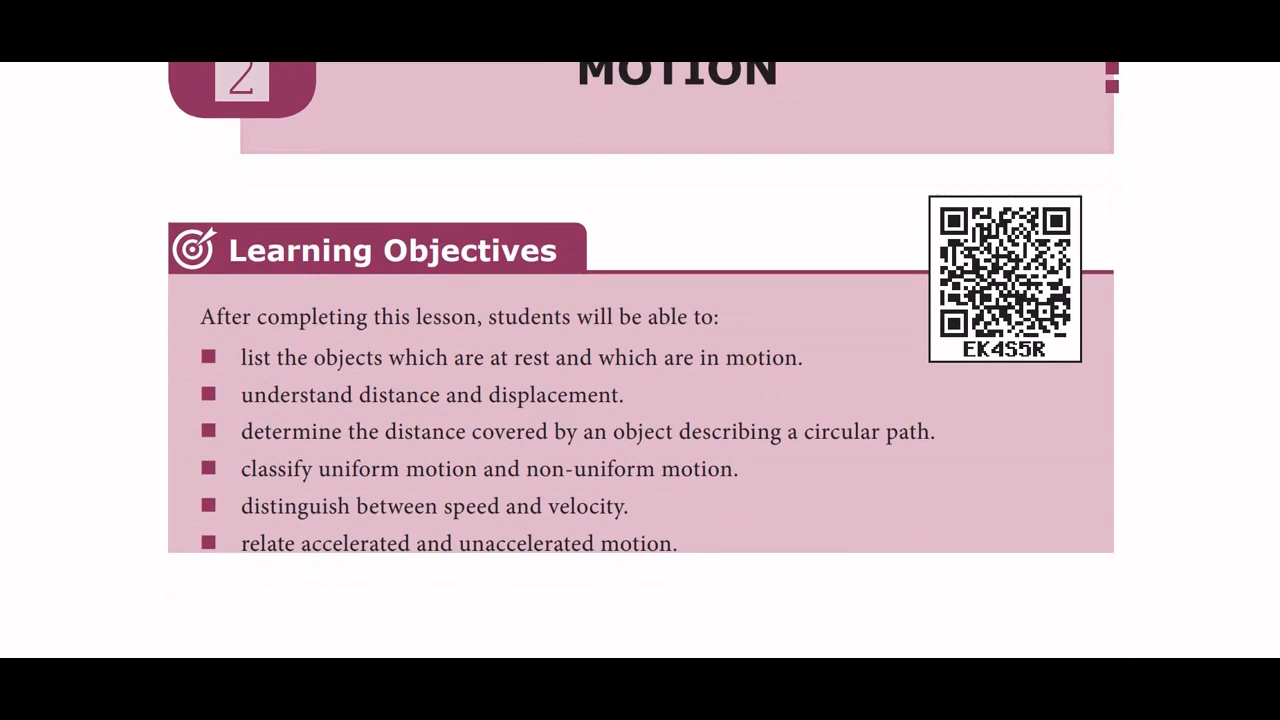 2
MOTION
Learning Objectives
EK4S5R
After completing this lesson, students will be able to:
list the objects which are at rest and which are in motion.
understand distance and displacement.
determine the distance covered by an object describing a circular path.
classify uniform motion and non-uniform motion.
distinguish between speed and velocity.
relate accelerated and unaccelerated motion.